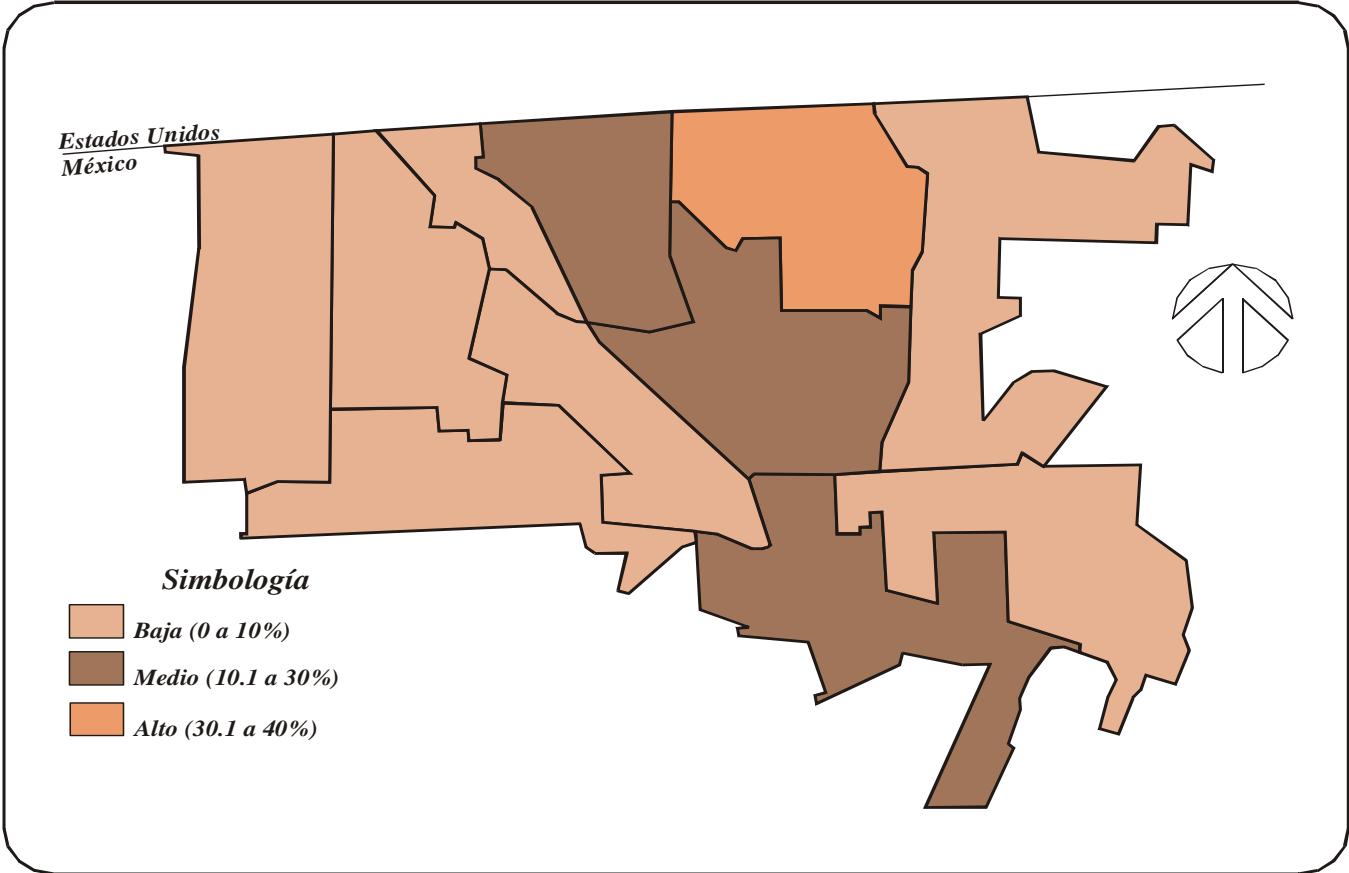 Estados Unidos
México
Simbología
Baja (0 a 10%)
Medio (10.1 a 30%)
Alto (30.1 a 40%)